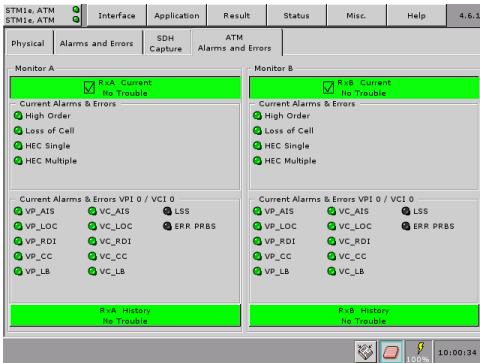 STM1e, ATM
STM1e, ATM
Interface
Application
Result
Status
Misc.
Help
4.6.1
Physical
Alarms and Errors
SDH
Capture
ATM
Alarms and Errors
Monitor A
RxA Current
No Trouble
Current Alarms & Errors
High Order
Loss of Cell
HEC Single
HEC Multiple
Current Alarms & Errors VPI 0 / VCI 0
VP_AIS VC_AIS LSS
VP_LOC VC_LOC ERR PRBS
VP_RDI VC_RDI
VP_CC VC_CC
VP_LB VC_LB
RxA History
No Trouble
Monitor B
RxB Current
No Trouble
Current Alarms & Errors
High Order
Loss of Cell
HEC Single
HEC Multiple
Current Alarms & Errors VPI 0 / VCI 0
VP_AIS VC_AIS LSS
VP_LOC VC_LOC ERR PRBS
VP_RDI VC_RDI
VP_CC VC_CC
VP_LB VC_LB
RxB History
No Trouble
100%
10:00:34